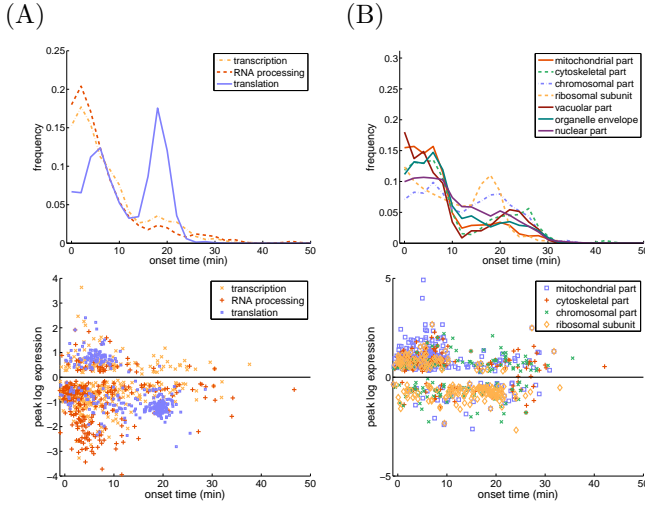 (A)
(B)
0.25
0.2
0.15
0.1
0.05
0
frequency
transcription
RNA processing
translation
0 10 20 30 40 50
onset time (min)
0.3
0.25
0.2
0.15
0.1
0.05
0
frequency
mitochondrial part
cytoskeletal part
chromosomal part
ribosomal subunit
vacuolar part
organelle envelope
nuclear part
0 10 20 30 40 50
onset time (min)
4
3
2
1
0
−1
−2
−3
−4
peak log expression
transcription
RNA processing
translation
0 10 20 30 40 50
onset time (min)
5
0
−5
peak log expression
mitochondrial part
cytoskeletal part
chromosomal part
ribosomal subunit
0 10 20 30 40 50
onset time (min)